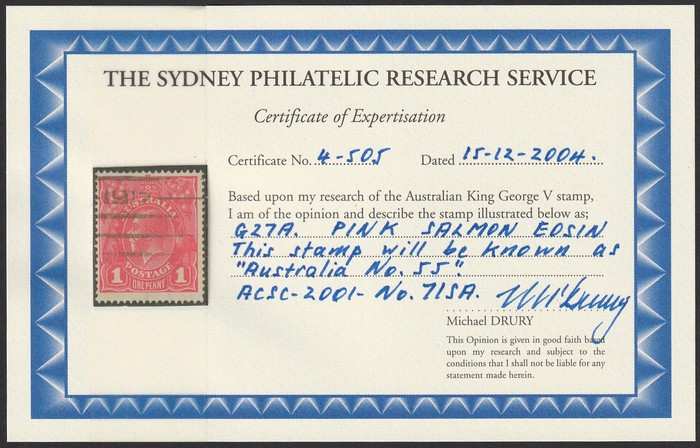 THE SYDNEY PHILATELIC RESEARCH SERVICE
Certificate of Expertisation
Certificate No. 4-505 Dated 15-12-2004.
Based upon my research of the Australian King George V stamp,
I am of the opinion and describe the stamp illustrated below as;
G27A. PINK SALMON EOSIN
This stamp will be known as
"Australia No. 55".
ACSC-2001-No. 71SA.
Michael DRURY
This Opinion is given in good faith based
upon my research and subject to the
conditions that I shall not be liable for any
statement made herein.
AUSTRALIA
1 POSTAGE 1
ONE PENNY